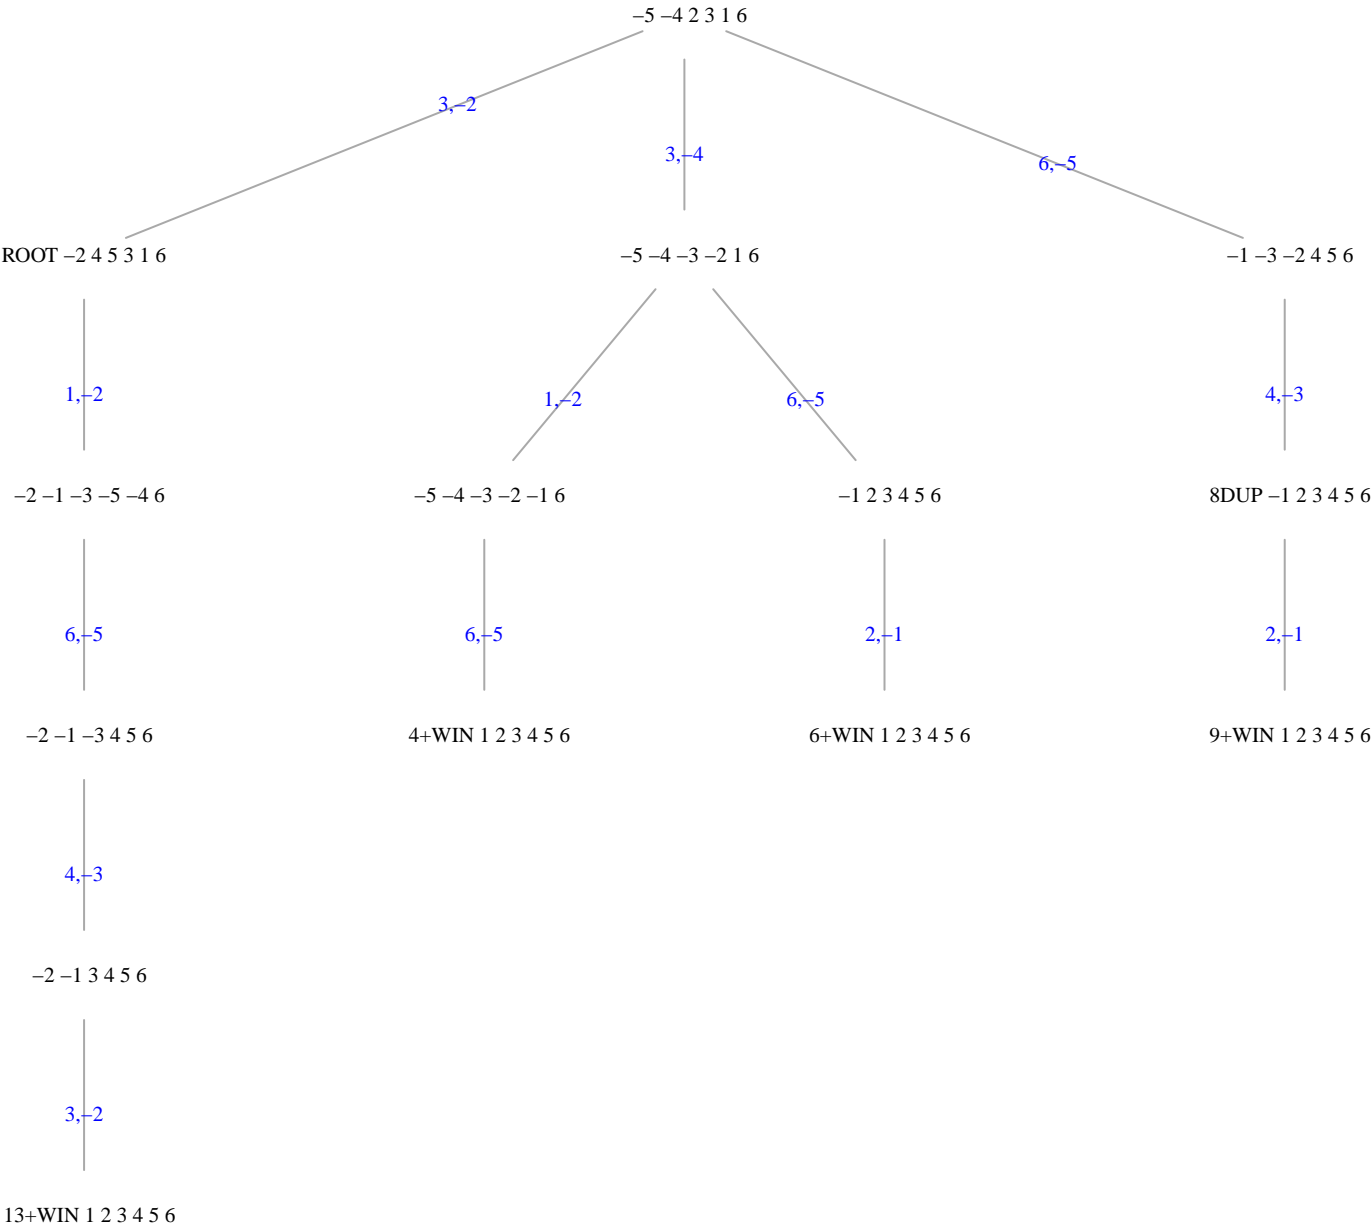 –5 –4 2 3 1 6
3,–2
3,–4
6,–5
ROOT –2 4 5 3 1 6
–5 –4 –3 –2 1 6
–1 –3 –2 4 5 6
1,–2
1,–2
6,–5
4,–3
–2 –1 –3 –5 –4 6
–5 –4 –3 –2 –1 6
–1 2 3 4 5 6
8DUP –1 2 3 4 5 6
6,–5
6,–5
2,–1
2,–1
–2 –1 –3 4 5 6
4+WIN 1 2 3 4 5 6
6+WIN 1 2 3 4 5 6
9+WIN 1 2 3 4 5 6
4,–3
–2 –1 3 4 5 6
3,–2
13+WIN 1 2 3 4 5 6